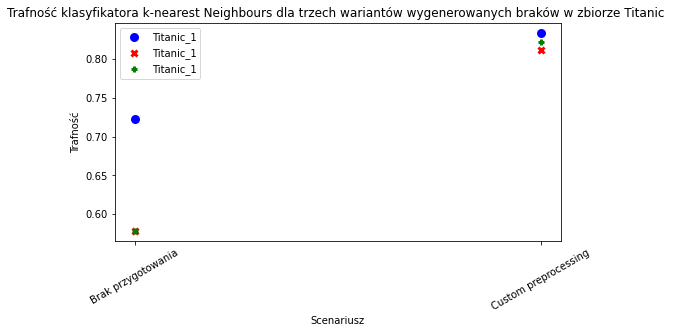 Trafność klasyfikatora k-nearest Neighbours dla trzech wariantów wygenerowanych braków w zbiorze Titanic
Titanic_1
Titanic_1
Titanic_1
0.80
0.75
0.70
0.65
0.60
Trafność
Brak przygotowania
Custom preprocessing
Scenariusz